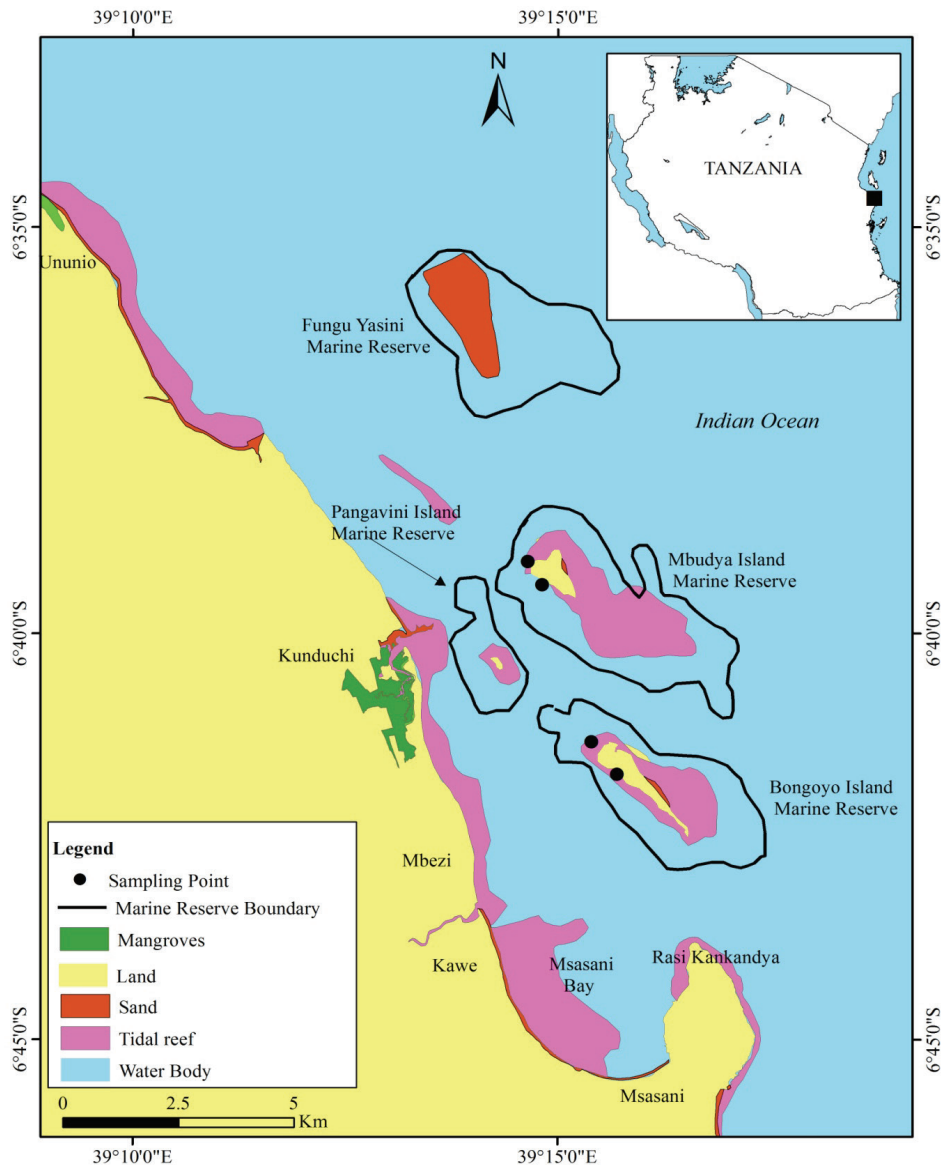 39°10'0"E
39°15'0"E
N
TANZANIA
6°35'0"S
6°35'0"S
Ununio
Fungu Yasini
Marine Reserve
Indian Ocean
Pangavini Island
Marine Reserve
Mbudya Island
Marine Reserve
6°40'0"S
6°40'0"S
Kunduchi
Bongoyo Island
Marine Reserve
Mbezi
Kawe
Msasani
Bay
Rasi Kankandya
Msasani
6°45'0"S
6°45'0"S
Legend
Sampling Point
Marine Reserve Boundary
Mangroves
Land
Sand
Tidal reef
Water Body
0
2.5
5
Km
39°10'0"E
39°15'0"E